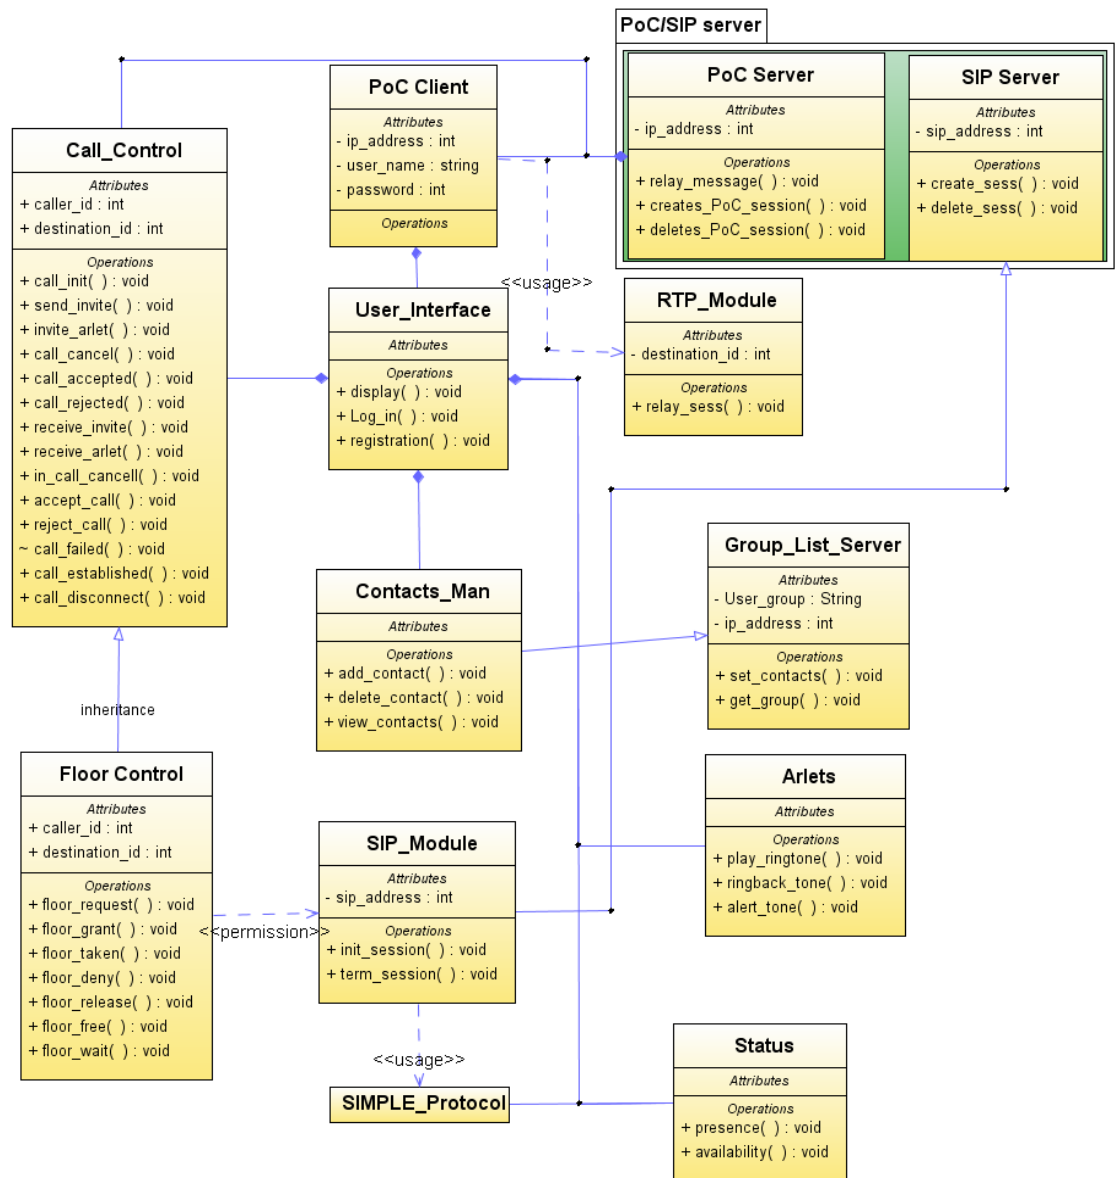 PoC/SIP server
PoC Server
Attributes
- ip_address : int
Operations
+ relay_message( ) : void
+ creates_PoC_session( ) : void
+ deletes_PoC_session( ) : void
SIP Server
Attributes
- sip_address : int
Operations
+ create_sess( ) : void
+ delete_sess( ) : void
PoC Client
Attributes
- ip_address : int
- user_name : string
- password : int
Operations
Call_Control
Attributes
+ caller_id : int
+ destination_id : int
Operations
+ call_init( ) : void
+ send_invite( ) : void
+ invite_arlet( ) : void
+ call_cancel( ) : void
+ call_accepted( ) : void
+ call_rejected( ) : void
+ receive_invite( ) : void
+ receive_arlet( ) : void
+ in_call_cancell( ) : void
+ accept_call( ) : void
+ reject_call( ) : void
~ call_failed( ) : void
+ call_established( ) : void
+ call_disconnect( ) : void
<<usage>>
User_Interface
Attributes
Operations
+ display( ) : void
+ Log_in( ) : void
+ registration( ) : void
RTP_Module
Attributes
- destination_id : int
Operations
+ relay_sess( ) : void
Contacts_Man
Attributes
Operations
+ add_contact( ) : void
+ delete_contact( ) : void
+ view_contacts( ) : void
Group_List_Server
Attributes
- User_group : String
- ip_address : int
Operations
+ set_contacts( ) : void
+ get_group( ) : void
inheritance
Floor Control
Attributes
+ caller_id : int
+ destination_id : int
Operations
+ floor_request( ) : void
+ floor_grant( ) : void
+ floor_taken( ) : void
+ floor_deny( ) : void
+ floor_release( ) : void
+ floor_free( ) : void
+ floor_wait( ) : void
<<permission>>
SIP_Module
Attributes
- sip_address : int
Operations
+ init_session( ) : void
+ term_session( ) : void
Arlets
Attributes
Operations
+ play_ringtone( ) : void
+ ringback_tone( ) : void
+ alert_tone( ) : void
<<usage>>
SIMPLE_Protocol
Status
Attributes
Operations
+ presence( ) : void
+ availability( ) : void